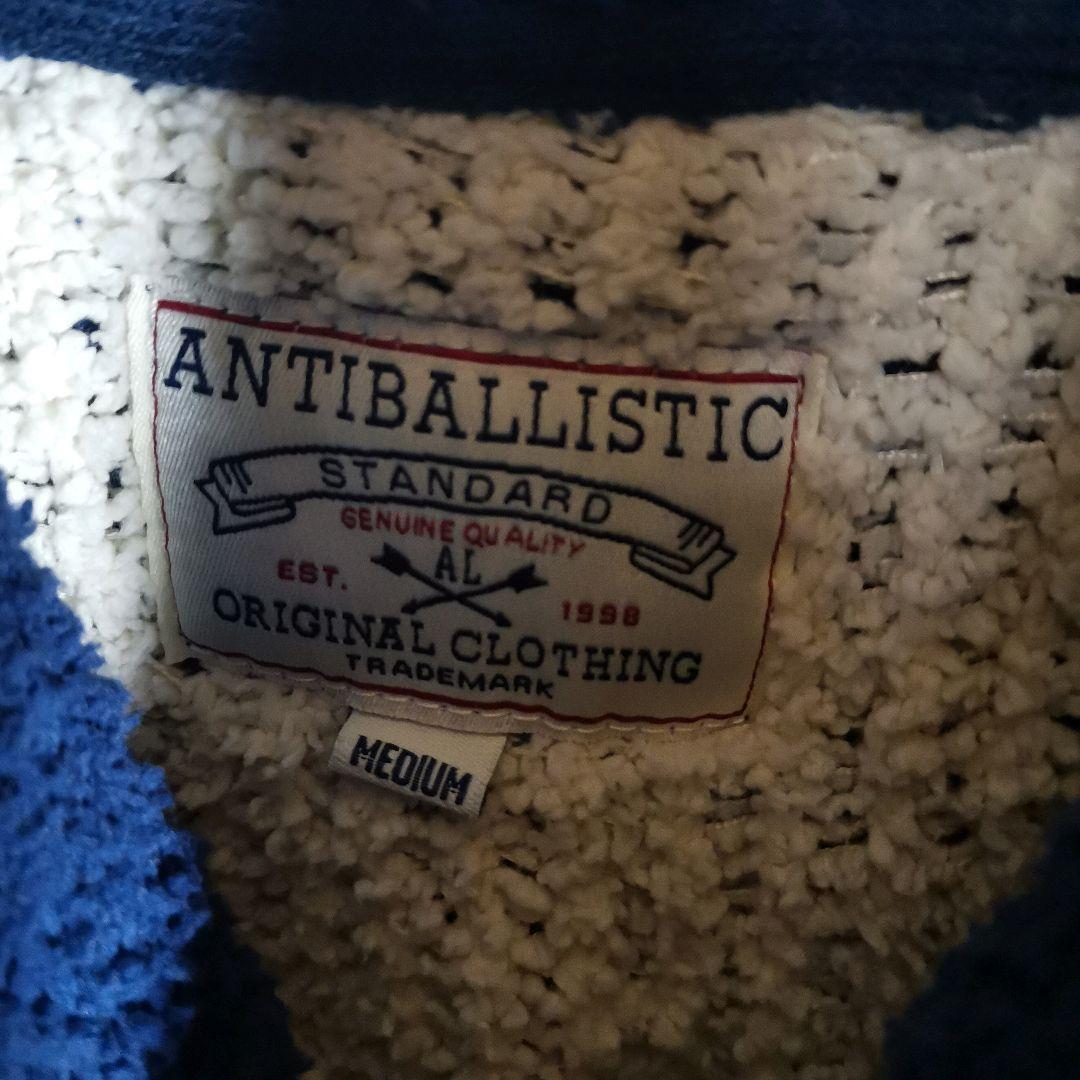 ANTIBALLISTIC
STANDARD
GENUINE QUALITY
AL
EST. 1998
ORIGINAL CLOTHING
TRADEMARK
MEDIUM